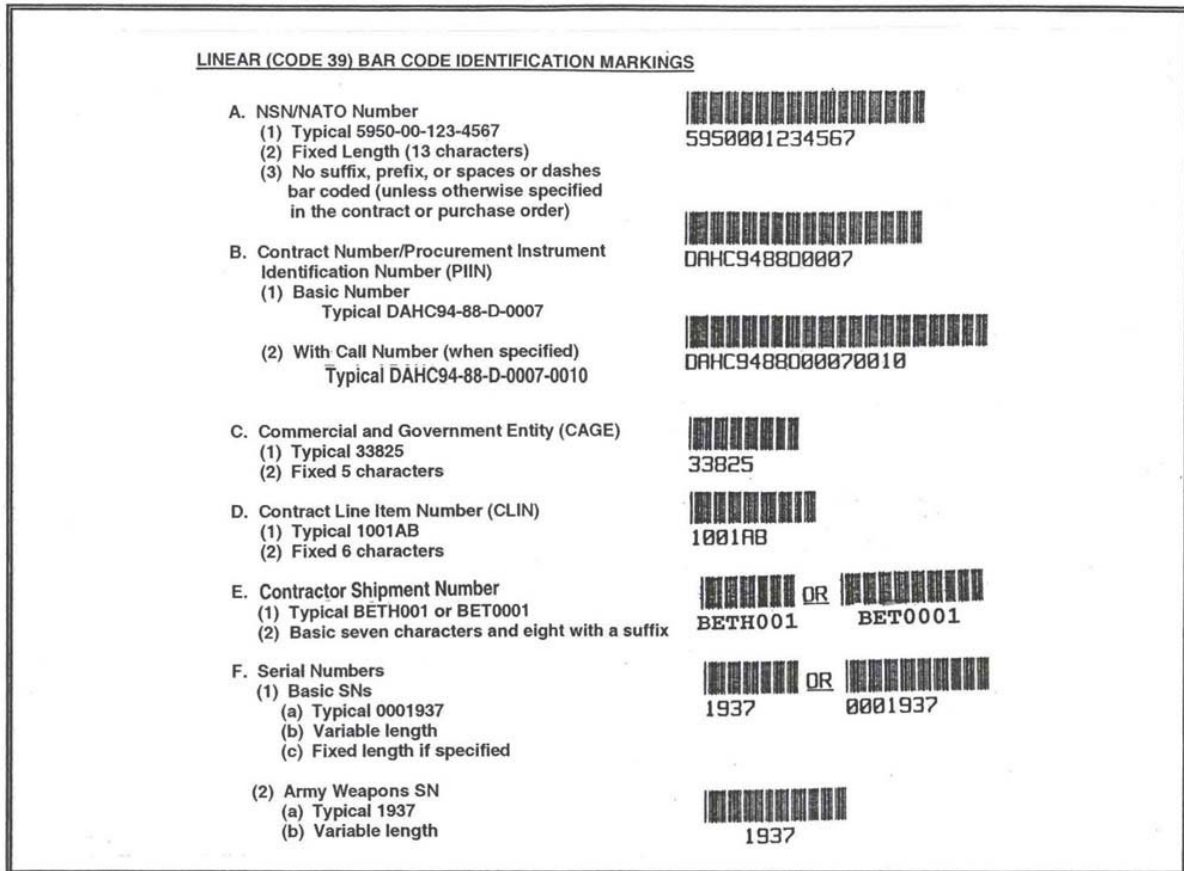 LINEAR (CODE 39) BAR CODE IDENTIFICATION MARKINGS
A. NSN/NATO Number
(1) Typical 5950-00-123-4567
(2) Fixed Length (13 characters)
(3) No suffix, prefix, or spaces or dashes
bar coded (unless otherwise specified
in the contract or purchase order)
5950001234567
B. Contract Number/Procurement Instrument
Identification Number (PIIN)
(1) Basic Number
Typical DAHC94-88-D-0007
DAHC9488D0007
(2) With Call Number (when specified)
Typical DAHC94-88-D-0007-0010
DAHC9488D00070010
C. Commercial and Government Entity (CAGE)
(1) Typical 33825
(2) Fixed 5 characters
33825
D. Contract Line Item Number (CLIN)
(1) Typical 1001AB
(2) Fixed 6 characters
1001AB
E. Contractor Shipment Number
(1) Typical BETH001 or BET0001
(2) Basic seven characters and eight with a suffix
OR
BETH001 BET0001
F. Serial Numbers
(1) Basic SNs
(a) Typical 0001937
(b) Variable length
(c) Fixed length if specified
OR
1937 0001937
(2) Army Weapons SN
(a) Typical 1937
(b) Variable length
1937